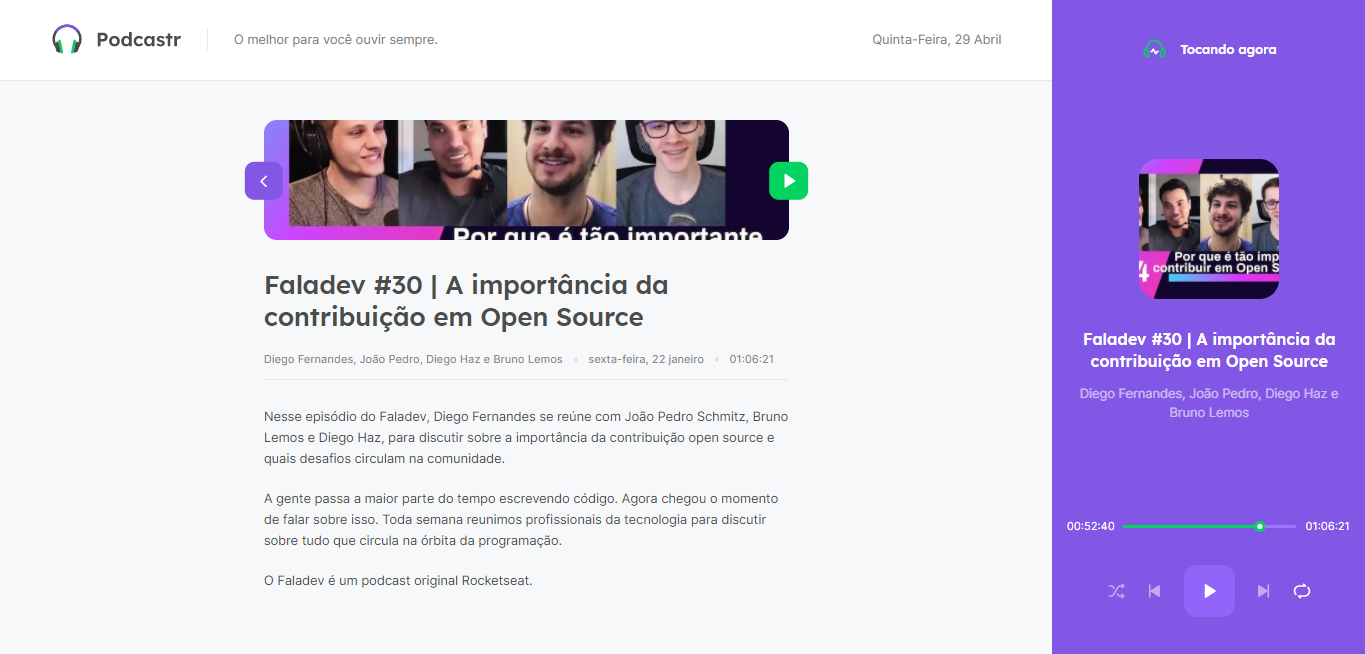 Podcastr
O melhor para você ouvir sempre.
Quinta-Feira, 29 Abril
Por que é tão importante
Faladev #30 | A importância da
contribuição em Open Source
Diego Fernandes, João Pedro, Diego Haz e Bruno Lemos
sexta-feira, 22 janeiro
01:06:21
Nesse episódio do Faladev, Diego Fernandes se reúne com João Pedro Schmitz, Bruno
Lemos e Diego Haz, para discutir sobre a importância da contribuição open source e
quais desafios circulam na comunidade.
A gente passa a maior parte do tempo escrevendo código. Agora chegou o momento
de falar sobre isso. Toda semana reunimos profissionais da tecnologia para discutir
sobre tudo que circula na órbita da programação.
O Faladev é um podcast original Rocketseat.
Tocando agora
Por que é tão imp
4 contribuir em Open S
Faladev #30 | A importância da
contribuição em Open Source
Diego Fernandes, João Pedro, Diego Haz e
Bruno Lemos
00:52:40
01:06:21